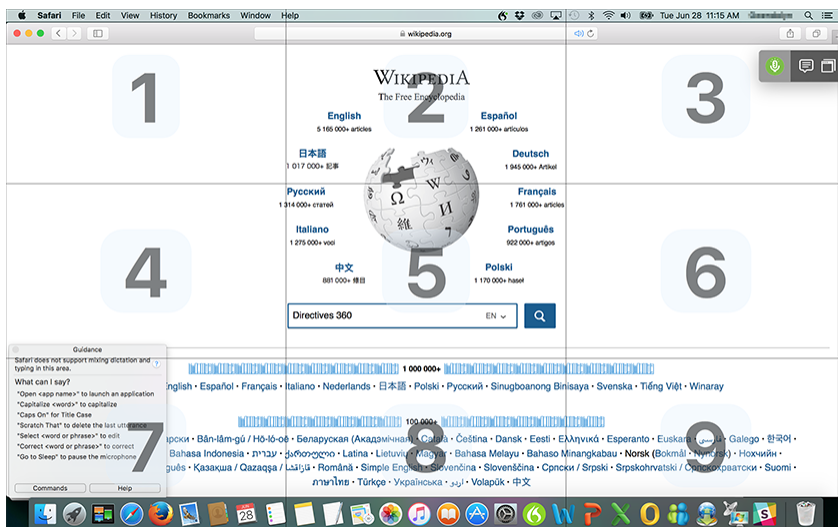 Safari File Edit View History Bookmarks Window Help Tue Jun 28 11:15 AM
wikipedia.org
1 2 3
WIKIPEDIA
The Free Encyclopedia
English Español
5 165 000+ articles 1 261 000+ artículos
日本語 Deutsch
1 017 000+ 記事 1 945 000+ Artikel
Русский Français
1 314 000+ статей 1 761 000+ articles
Italiano Português
1 275 000+ voci 922 000+ artigos
4 5 6
中文 Polski
881 000+ 條目 1 170 000+ haseł
Directives 360 EN
Guidance
Safari does not support mixing dictation and
typing in this area. ?
What can I say?
"Open <app name>" to launch an application
"Capitalize <word>" to capitalize
"Caps On" for Title Case
"Scratch That" to delete the last utterance
"Select <word or phrase>" to edit
"Correct <word or phrase>" to correct
"Go to Sleep" to pause the microphone
Commands Help
1 000 000+
nglish • Español • Français • Italiano • Nederlands • 日本語 • Polski • Русский • Sinugboanong Binisaya • Svenska • Tiếng Việt • Winaray
100 000+
7 8 9
арски • Bân-lâm-gú / Hō-ló-oē • Беларуская (Акадэмічная) • Català • Čeština • Dansk • Eesti • Ελληνικά • Esperanto • Euskara • فارسی • Galego • 한국어 •
Bahasa Indonesia • עברית • ქართული • Latina • Lietuvių • Magyar • Bahasa Melayu • Bahaso Minangkabau • Norsk (Bokmål • Nynorsk) • Нохчийн •
guês • Қазақша / Qazaqşa / قازاقشا • Română • Simple English • Slovenčina • Slovenščina • Српски / Srpski • Srpskohrvatski / Српскохрватски • Suomi •
ภาษาไทย • Türkçe • Українська • اردو • Volapük • 中文
JUN
28